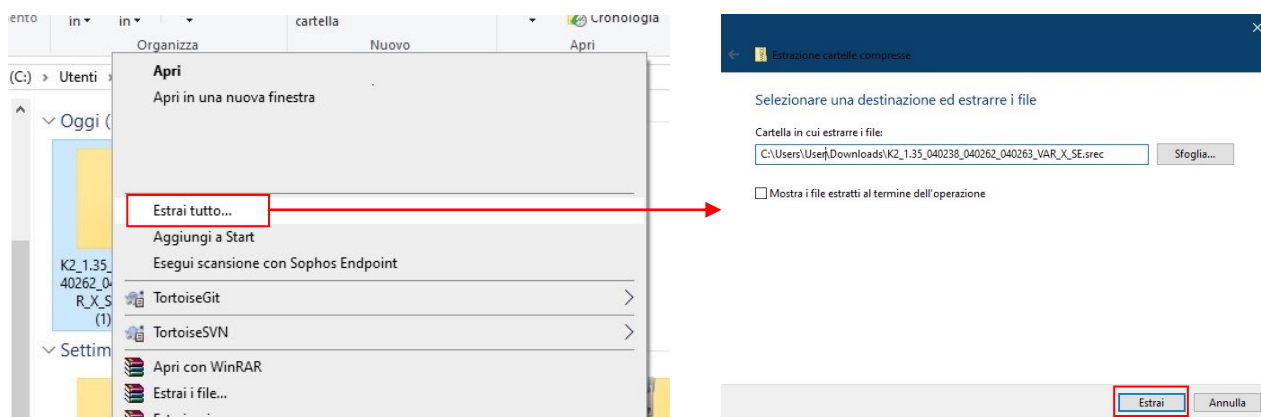 ento
in
in
cartella
Cronologia
Organizza
Nuovo
Apri
(C:) > Utenti >
Oggi (
K2_1.35_
40262_04
R_X_S
(1)
Settim
Apri
Apri in una nuova finestra
Estrai tutto...
Aggiungi a Start
Esegui scansione con Sophos Endpoint
TortoiseGit
TortoiseSVN
Apri con WinRAR
Estrai i file...
Estrazione cartelle compresse
Selezionare una destinazione ed estrarre i file
Cartella in cui estrarre i file:
C:\Users\User\Downloads\K2_1.35_040238_040262_040263_VAR_X_SE.srec
Sfoglia...
Mostra i file estratti al termine dell'operazione
Estrai
Annulla